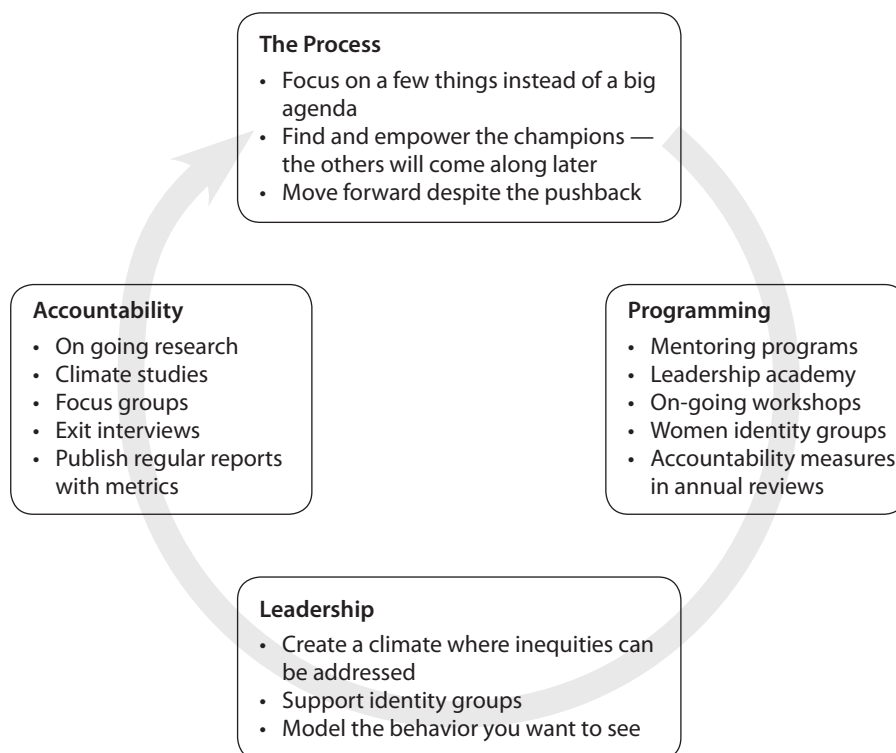 The Process
• Focus on a few things instead of a big
agenda
• Find and empower the champions —
the others will come along later
• Move forward despite the pushback
Accountability
• On going research
• Climate studies
• Focus groups
• Exit interviews
• Publish regular reports
with metrics
Programming
• Mentoring programs
• Leadership academy
• On-going workshops
• Women identity groups
• Accountability measures
in annual reviews
Leadership
• Create a climate where inequities can
be addressed
• Support identity groups
• Model the behavior you want to see